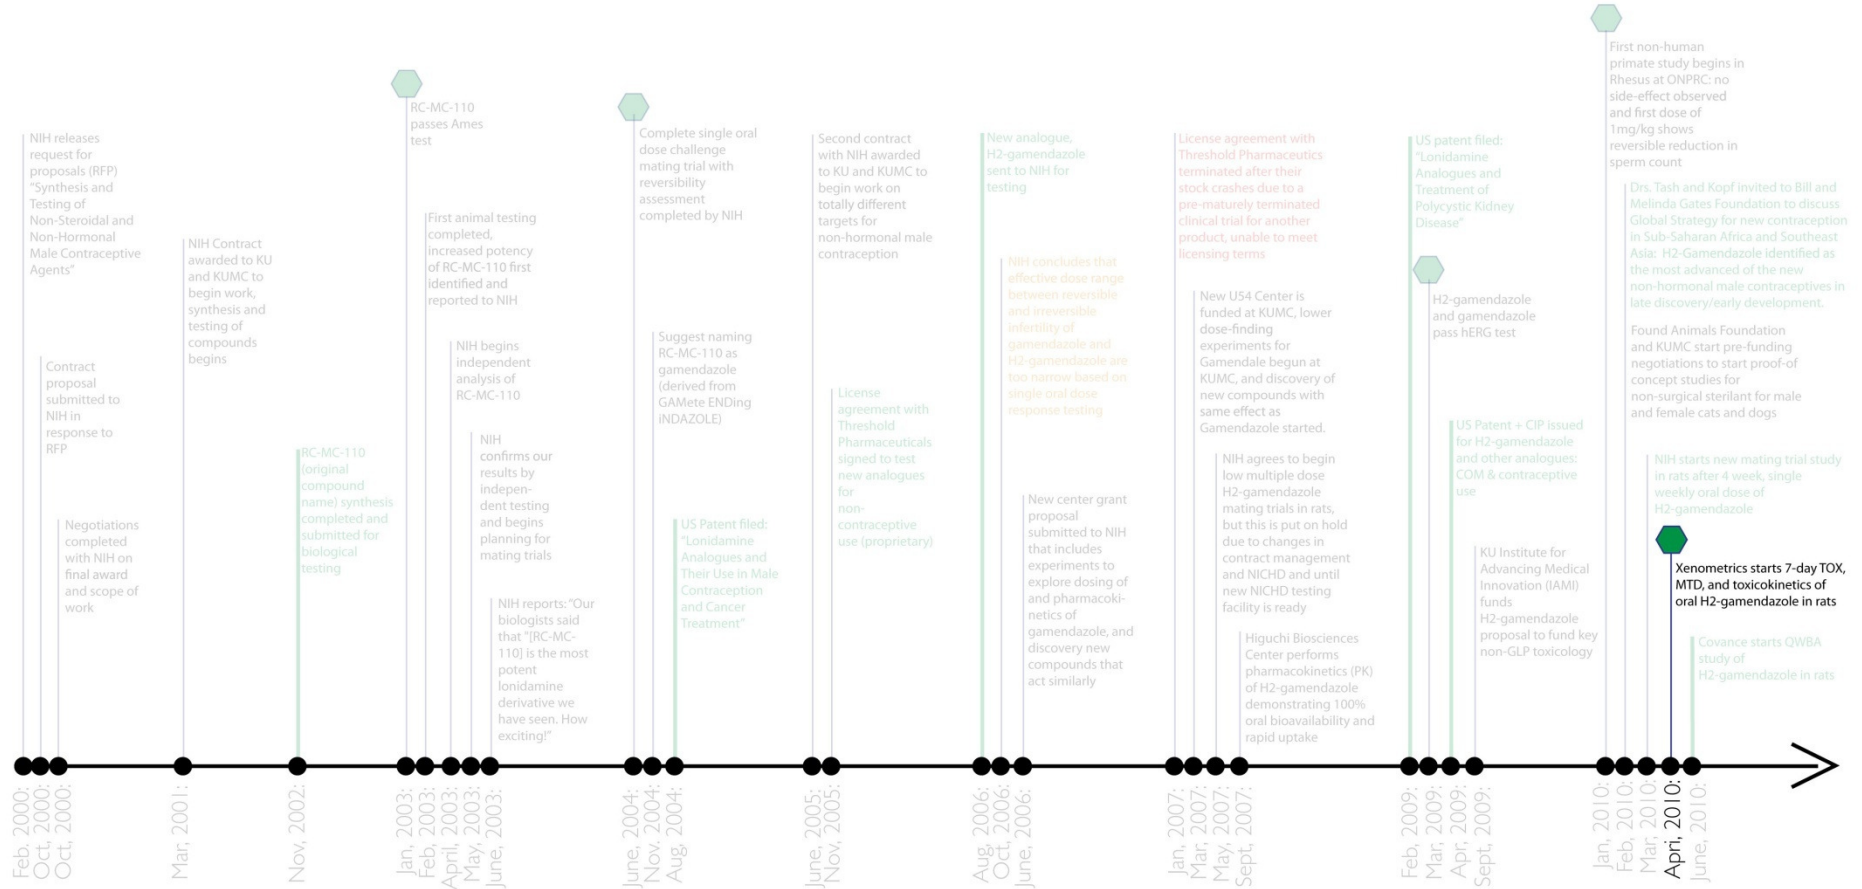 NIH releases
request for
proposals (RFP)
"Synthesis and
Testing of
Non-Steroidal and
Non-Hormonal
Male Contraceptive
Agents"
Contract
proposal
submitted to
NIH in
response to
RFP
Negotiations
completed
with NIH on
final award
and scope of
work
NIH Contract
awarded to KU
and KUMC to
begin work,
synthesis and
testing of
compounds
begins
RC-MC-110
(original
compound
name) synthesis
completed and
submitted for
biological
testing
RC-MC-110
passes Ames
test
First animal testing
completed,
increased potency
of RC-MC-110 first
identified and
reported to NIH
NIH begins
independent
analysis of
RC-MC-110
NIH
confirms our
results by
indepen-
dent testing
and begins
planning for
mating trials
NIH reports: "Our
biologists said
that "[RC-MC-
110] is the most
potent
lonidamine
derivative we
have seen. How
exciting!"
Complete single oral
dose challenge
mating trial with
reversibility
assessment
completed by NIH
Suggest naming
RC-MC-110 as
gamendazole
(derived from
GAMete ENDing
iNDAZOLE)
US Patent filed:
"Lonidamine
Analogues and
Their Use in Male
Contraception
and Cancer
Treatment"
Second contract
with NIH awarded
to KU and KUMC to
begin work on
totally different
targets for
non-hormonal male
contraception
License
agreement with
Threshold
Pharmaceuticals
signed to test
new analogues
for
non-
contraceptive
use (proprietary)
New analogue,
H2-gamendazole
sent to NIH for
testing
NIH concludes that
effective dose range
between reversible
and irreversible
infertility of
gamendazole and
H2-gamendazole are
too narrow based on
single oral dose
response testing
New center grant
proposal
submitted to NIH
that includes
experiments to
explore dosing of
and pharmacoki-
netics of
gamendazole, and
discovery new
compounds that
act similarly
License agreement with
Threshold Pharmaceutics
terminated after their
stock crashes due to a
pre-maturely terminated
clinical trial for another
product, unable to meet
licensing terms
New U54 Center is
funded at KUMC, lower
dose-finding
experiments for
Gamendale begun at
KUMC, and discovery of
new compounds with
same effect as
Gamendazole started.
NIH agrees to begin
low multiple dose
H2-gamendazole
mating trials in rats,
but this is put on hold
due to changes in
contract management
and NICHD and until
new NICHD testing
facility is ready
Higuchi Biosciences
Center performs
pharmacokinetics (PK)
of H2-gamendazole
demonstrating 100%
oral bioavailability and
rapid uptake
US patent filed:
"Lonidamine
Analogues and
Treatment of
Polycystic Kidney
Disease"
H2-gamendazole
and gamendazole
pass hERG test
US Patent + CIP issued
for H2-gamendazole
and other analogues:
COM & contraceptive
use
KU Institute for
Advancing Medical
Innovation (IAMI)
funds
H2-gamendazole
proposal to fund key
non-GLP toxicology
First non-human
primate study begins in
Rhesus at ONPRC: no
side-effect observed
and first dose of
1mg/kg shows
reversible reduction in
sperm count
Drs. Tash and Kopf invited to Bill and
Melinda Gates Foundation to discuss
Global Strategy for new contraception
in Sub-Saharan Africa and Southeast
Asia: H2-Gamendazole identified as
the most advanced of the new
non-hormonal male contraceptives in
late discovery/early development.
Found Animals Foundation
and KUMC start pre-funding
negotiations to start proof-of
concept studies for
non-surgical sterilant for male
and female cats and dogs
NIH starts new mating trial study
in rats after 4 week, single
weekly oral dose of
H2-gamendazole
Xenometrics starts 7-day TOX,
MTD, and toxicokinetics of
oral H2-gamendazole in rats
Covance starts QWBA
study of
H2-gamendazole in rats
Feb. 2000:
Oct, 2000:
Oct, 2000:
Mar, 2001:
Nov, 2002:
Jan, 2003:
Feb, 2003:
April, 2003:
May, 2003:
June, 2003:
June, 2004:
Nov, 2004:
Aug, 2004:
June, 2005:
Nov, 2005:
Aug, 2006:
Oct, 2006:
June, 2006:
Jan, 2007:
Mar, 2007:
May, 2007:
Sept, 2007:
Feb, 2009:
Mar, 2009:
Apr, 2009:
Sept, 2009:
Jan, 2010:
Feb, 2010:
Mar, 2010:
Apri, 2010:
June, 2010: